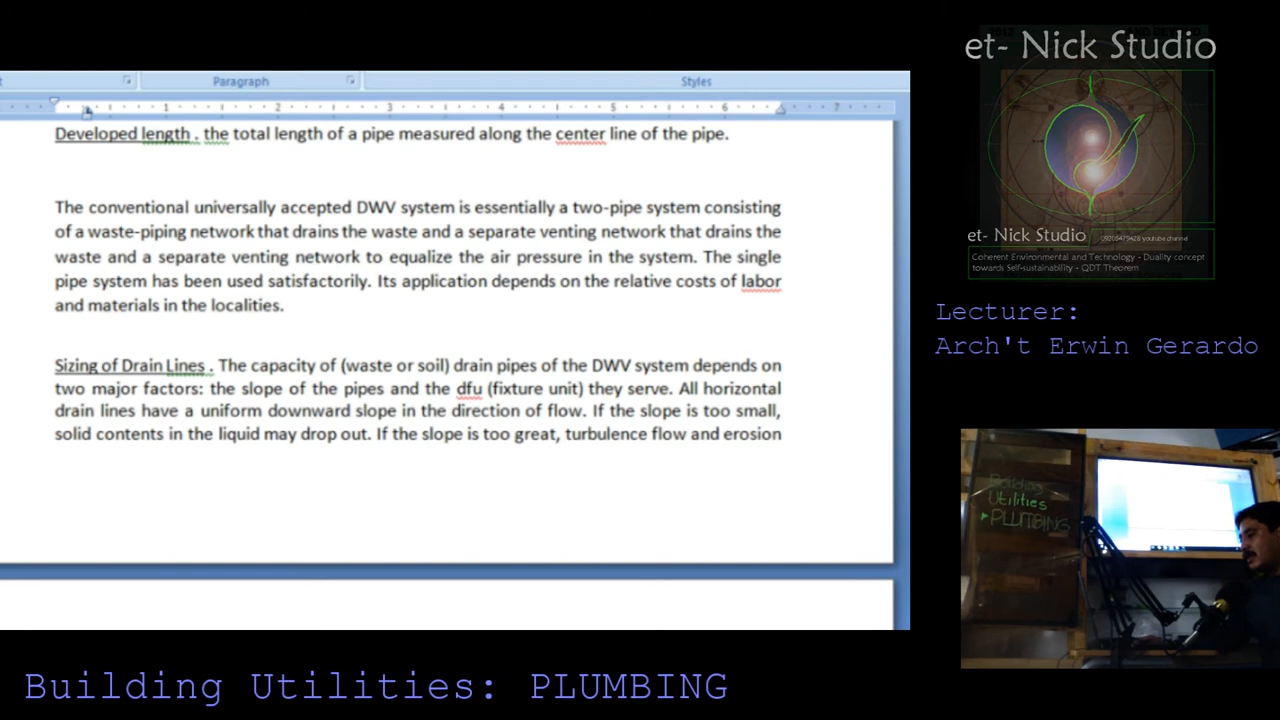 Paragraph
Styles
1 2 3 4 5 6 7
Developed length . the total length of a pipe measured along the center line of the pipe.
The conventional universally accepted DWV system is essentially a two-pipe system consisting
of a waste-piping network that drains the waste and a separate venting network that drains the
waste and a separate venting network to equalize the air pressure in the system. The single
pipe system has been used satisfactorily. Its application depends on the relative costs of labor
and materials in the localities.
Sizing of Drain Lines . The capacity of (waste or soil) drain pipes of the DWV system depends on
two major factors: the slope of the pipes and the dfu (fixture unit) they serve. All horizontal
drain lines have a uniform downward slope in the direction of flow. If the slope is too small,
solid contents in the liquid may drop out. If the slope is too great, turbulence flow and erosion
et- Nick Studio
et- Nick Studio
youtube channel
Coherent Environmental and Technology - Duality concept
towards Self-sustainability - QDT Theorem
Lecturer:
Arch't Erwin Gerardo
Building
Utilities
PLUMBING
Building Utilities: PLUMBING